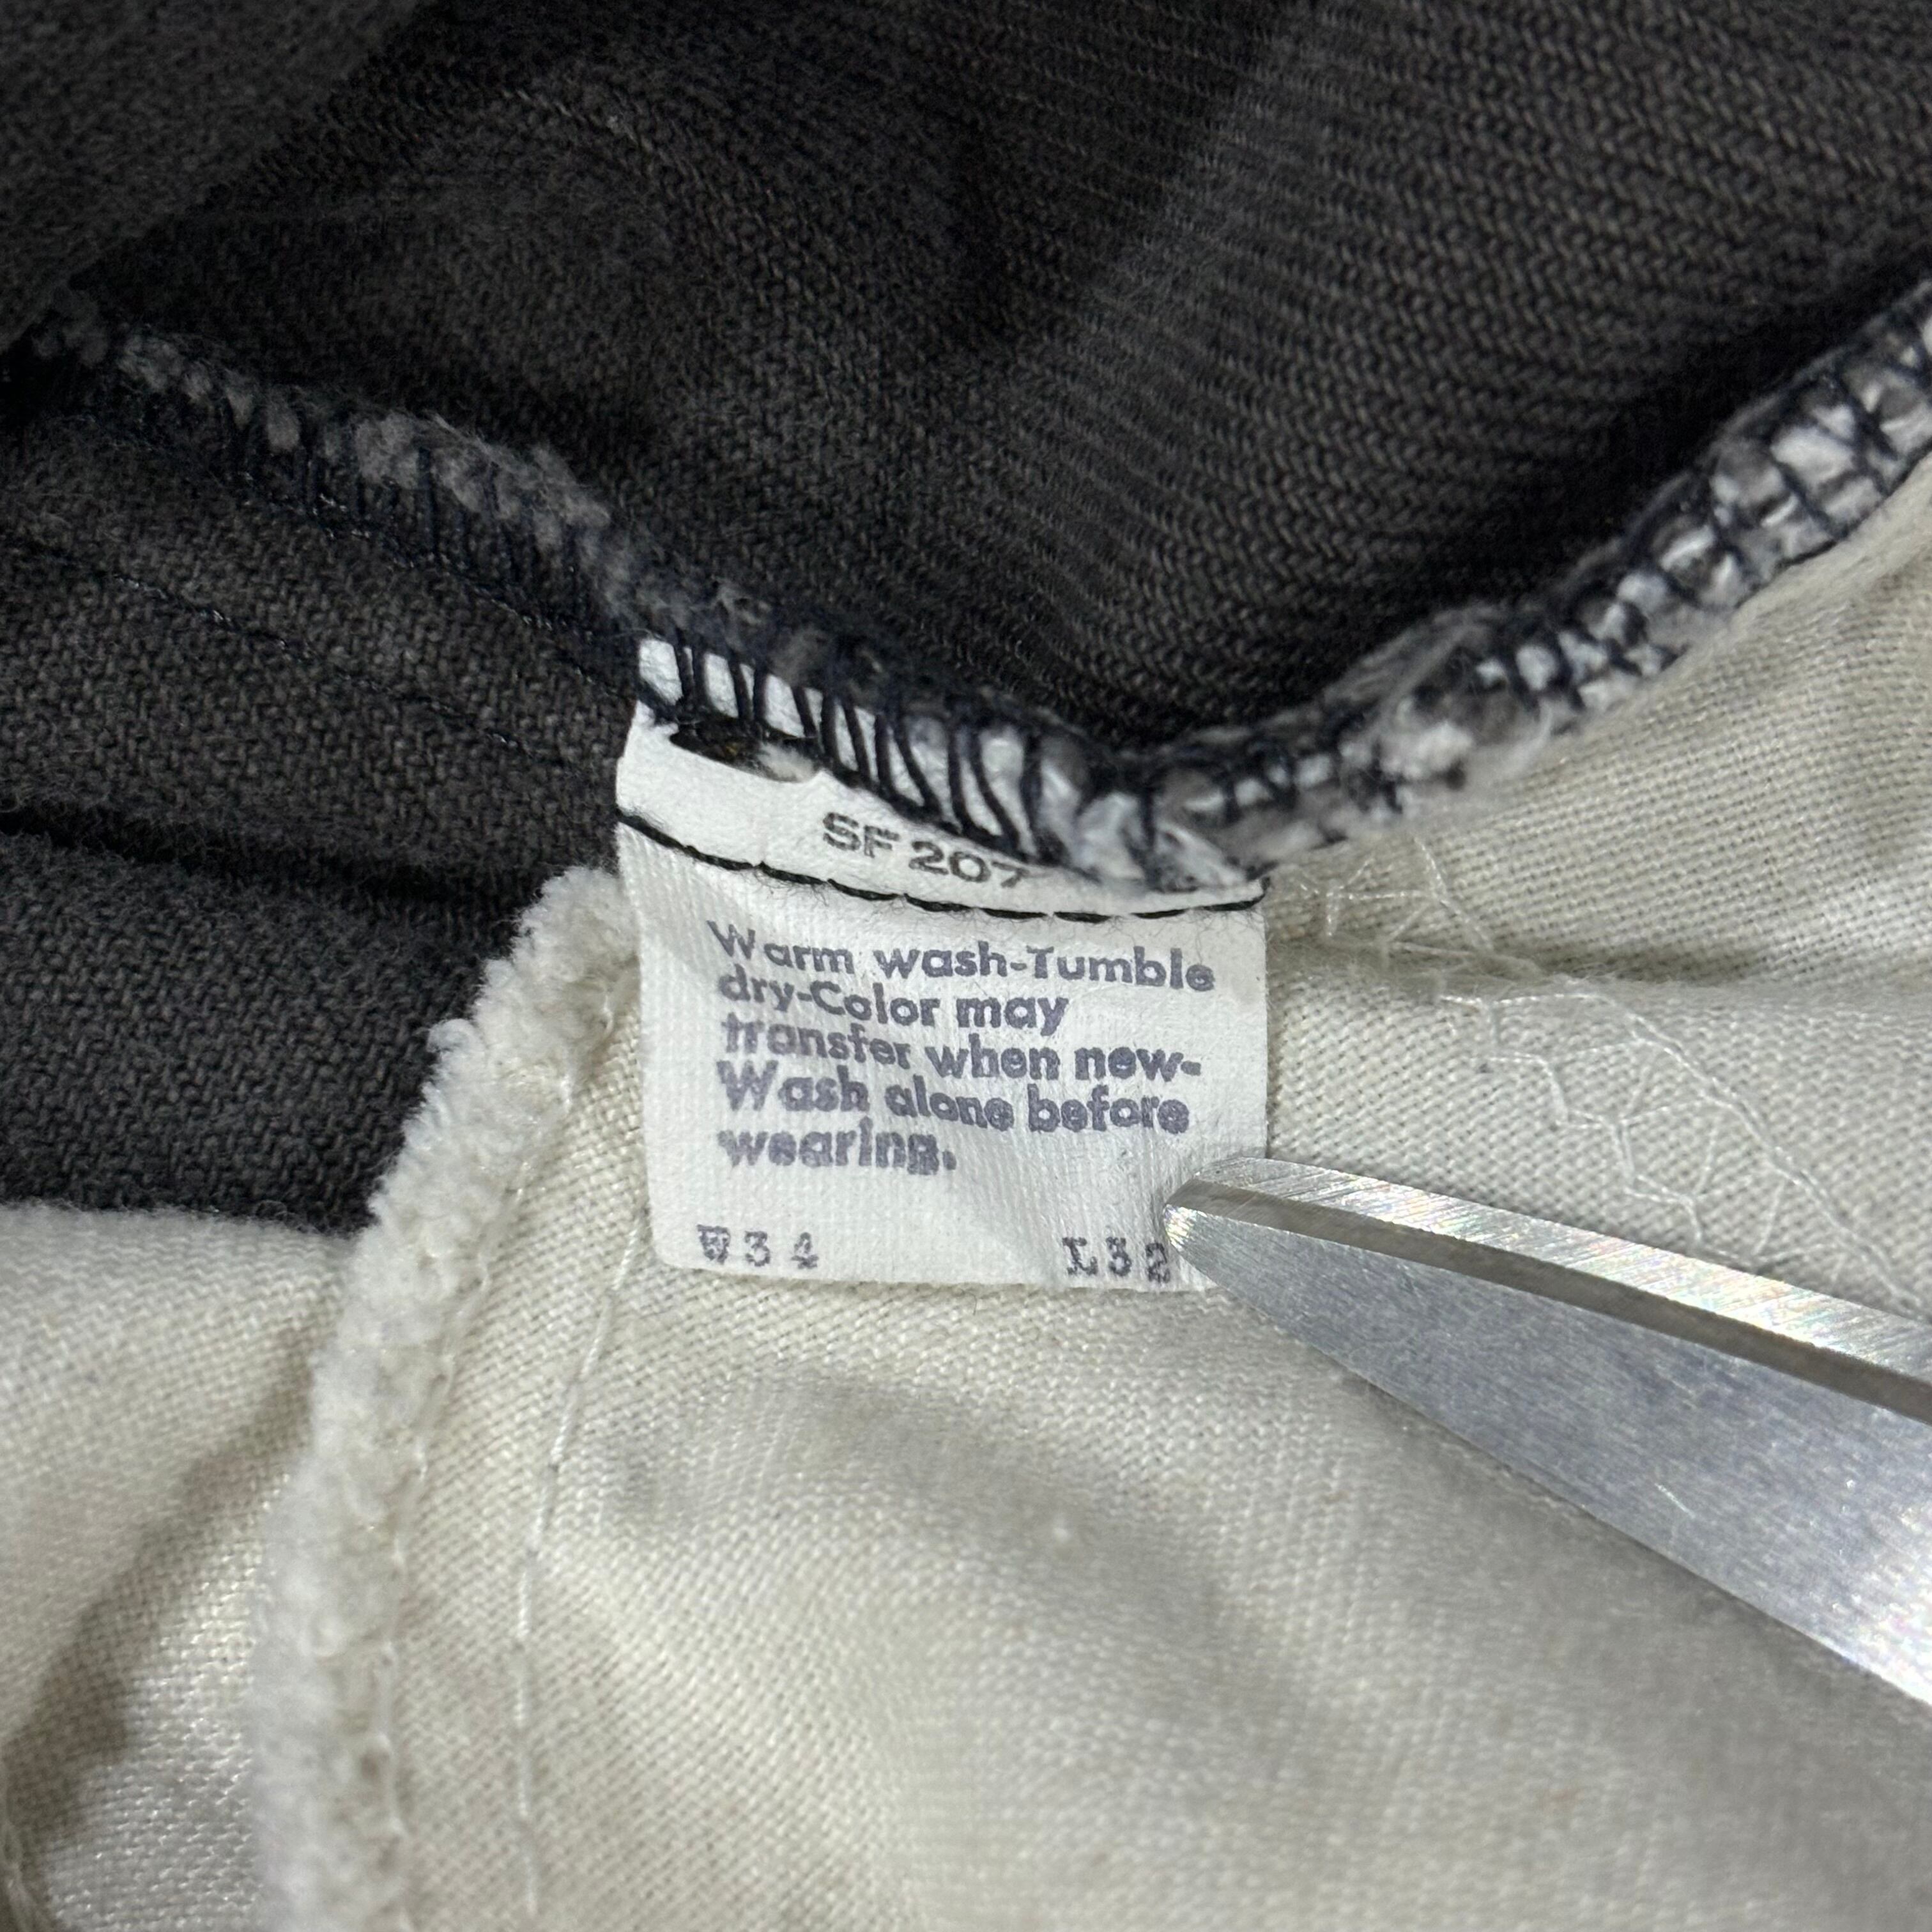 SF 207
Warm wash-Tumble
dry-Color may
transfer when new-
Wash alone before
wearing.
W34 L32